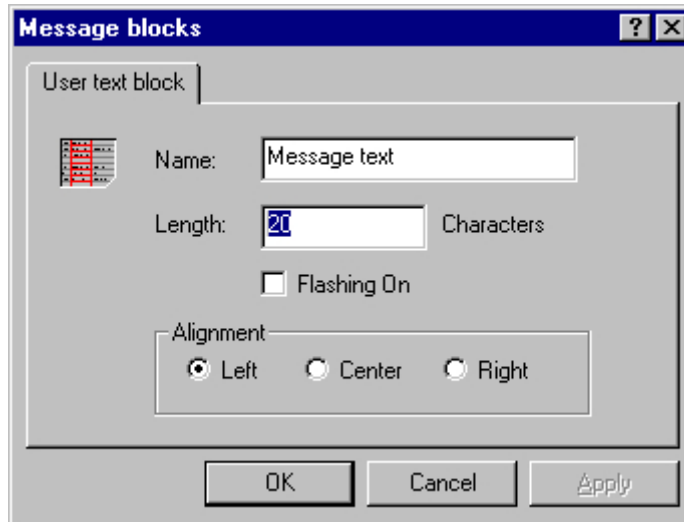 Message blocks
User text block
Name: Message text
Length: 20 Characters
Flashing On
Alignment
Left Center Right
OK Cancel Apply